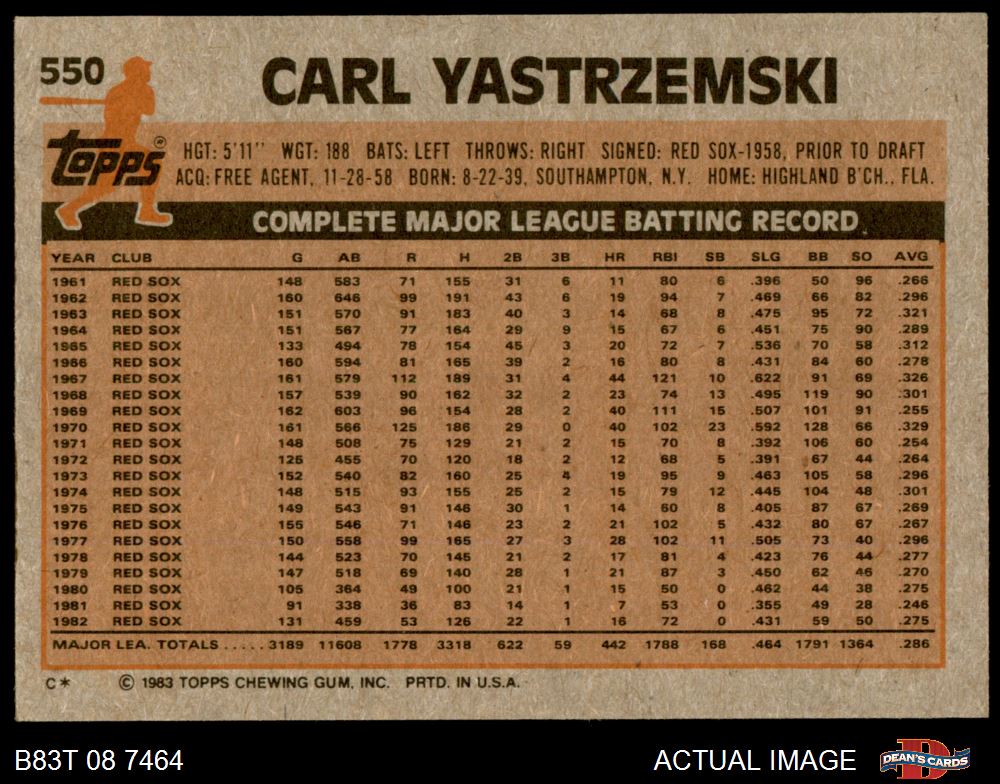 550
CARL YASTRZEMSKI
Topps®
HGT: 5'11" WGT: 188 BATS: LEFT THROWS: RIGHT SIGNED: RED SOX-1958, PRIOR TO DRAFT
ACQ: FREE AGENT, 11-28-58 BORN: 8-22-39, SOUTHAMPTON, N.Y. HOME: HIGHLAND B'CH., FLA.
COMPLETE MAJOR LEAGUE BATTING RECORD
YEAR CLUB G AB R H 2B 3B HR RBI SB SLG BB SO AVG
1961 RED SOX 148 583 71 155 31 6 11 80 6 .396 50 96 .266
1962 RED SOX 160 646 99 191 43 6 19 94 7 .469 66 82 .296
1963 RED SOX 151 570 91 183 40 3 14 68 8 .475 95 72 .321
1964 RED SOX 151 567 77 164 29 9 15 67 6 .451 75 90 .289
1965 RED SOX 133 494 78 154 45 3 20 72 7 .536 70 58 .312
1966 RED SOX 160 594 81 165 39 2 16 80 8 .431 84 60 .278
1967 RED SOX 161 579 112 189 31 4 44 121 10 .622 91 69 .326
1968 RED SOX 157 539 90 162 32 2 23 74 13 .495 119 90 .301
1969 RED SOX 162 603 96 154 28 2 40 111 15 .507 101 91 .255
1970 RED SOX 161 566 125 186 29 0 40 102 23 .592 128 66 .329
1971 RED SOX 148 508 75 129 21 2 15 70 8 .392 106 60 .254
1972 RED SOX 125 455 70 120 18 2 12 68 5 .391 67 44 .264
1973 RED SOX 152 540 82 160 25 4 19 95 9 .463 105 58 .296
1974 RED SOX 148 515 93 155 25 2 15 79 12 .445 104 48 .301
1975 RED SOX 149 543 91 146 30 1 14 60 8 .405 87 67 .269
1976 RED SOX 155 546 71 146 23 2 21 102 5 .432 80 67 .267
1977 RED SOX 150 558 99 165 27 3 28 102 11 .505 73 40 .296
1978 RED SOX 144 523 70 145 21 2 17 81 4 .423 76 44 .277
1979 RED SOX 147 518 69 140 28 1 21 87 3 .450 62 46 .270
1980 RED SOX 105 364 49 100 21 1 15 50 0 .462 44 38 .275
1981 RED SOX 91 338 36 83 14 1 7 53 0 .355 49 28 .246
1982 RED SOX 131 459 53 126 22 1 16 72 0 .431 59 50 .275
MAJOR LEA. TOTALS ..... 3189 11608 1778 3318 622 59 442 1788 168 .464 1791 1364 .286
C* © 1983 TOPPS CHEWING GUM, INC. PRTD. IN U.S.A.
B83T 08 7464 ACTUAL IMAGE D DEAN'S CARDS